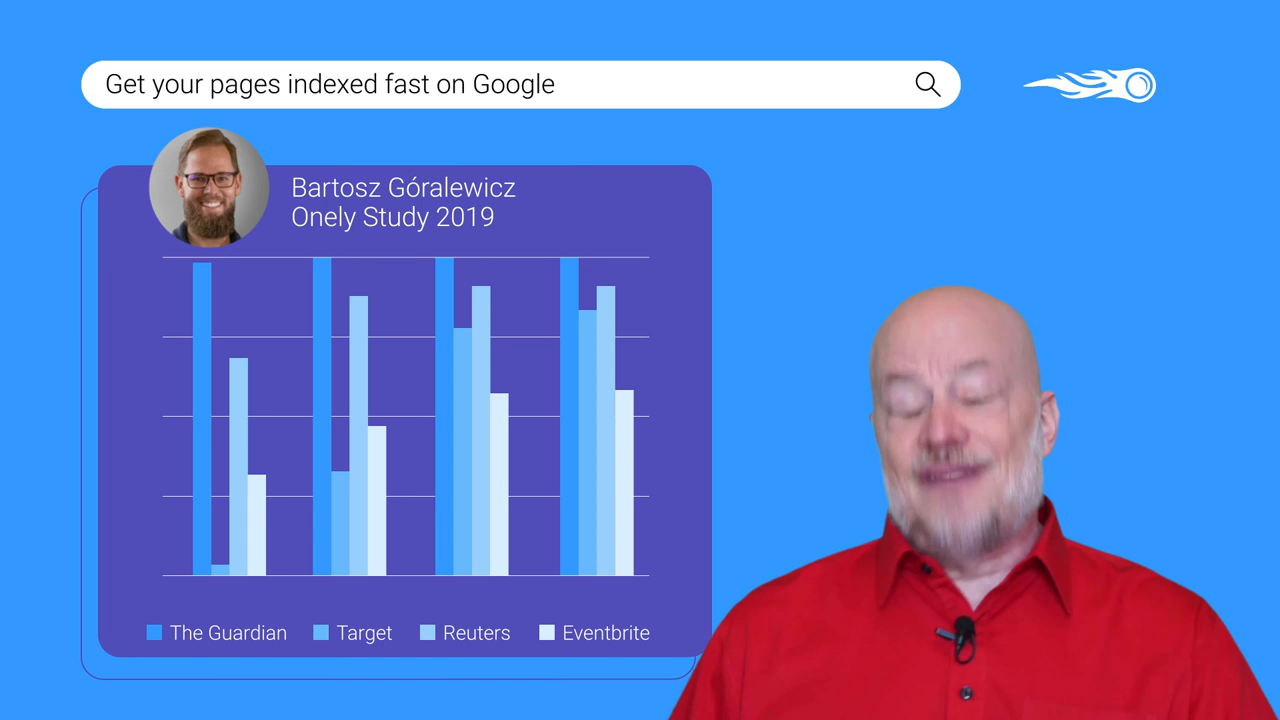 Get your pages indexed fast on Google
Bartosz Góralewicz
Onely Study 2019
The Guardian
Target
Reuters
Eventbrite